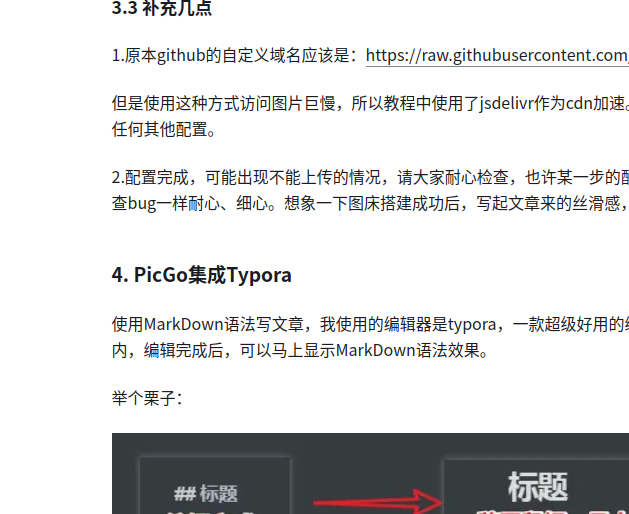 3.3 补充几点
1.原本github的自定义域名应该是：https://raw.githubusercontent.com
但是使用这种方式访问图片巨慢，所以教程中使用了jsdelivr作为cdn加速。
任何其他配置。
2.配置完成，可能出现不能上传的情况，请大家耐心检查，也许某一步的配
查bug一样耐心、细心。想象一下图床搭建成功后，写起文章来的丝滑感，
4. PicGo集成Typora
使用MarkDown语法写文章，我使用的编辑器是typora，一款超级好用的
内，编辑完成后，可以马上显示MarkDown语法效果。
举个栗子：
## 标题
标题